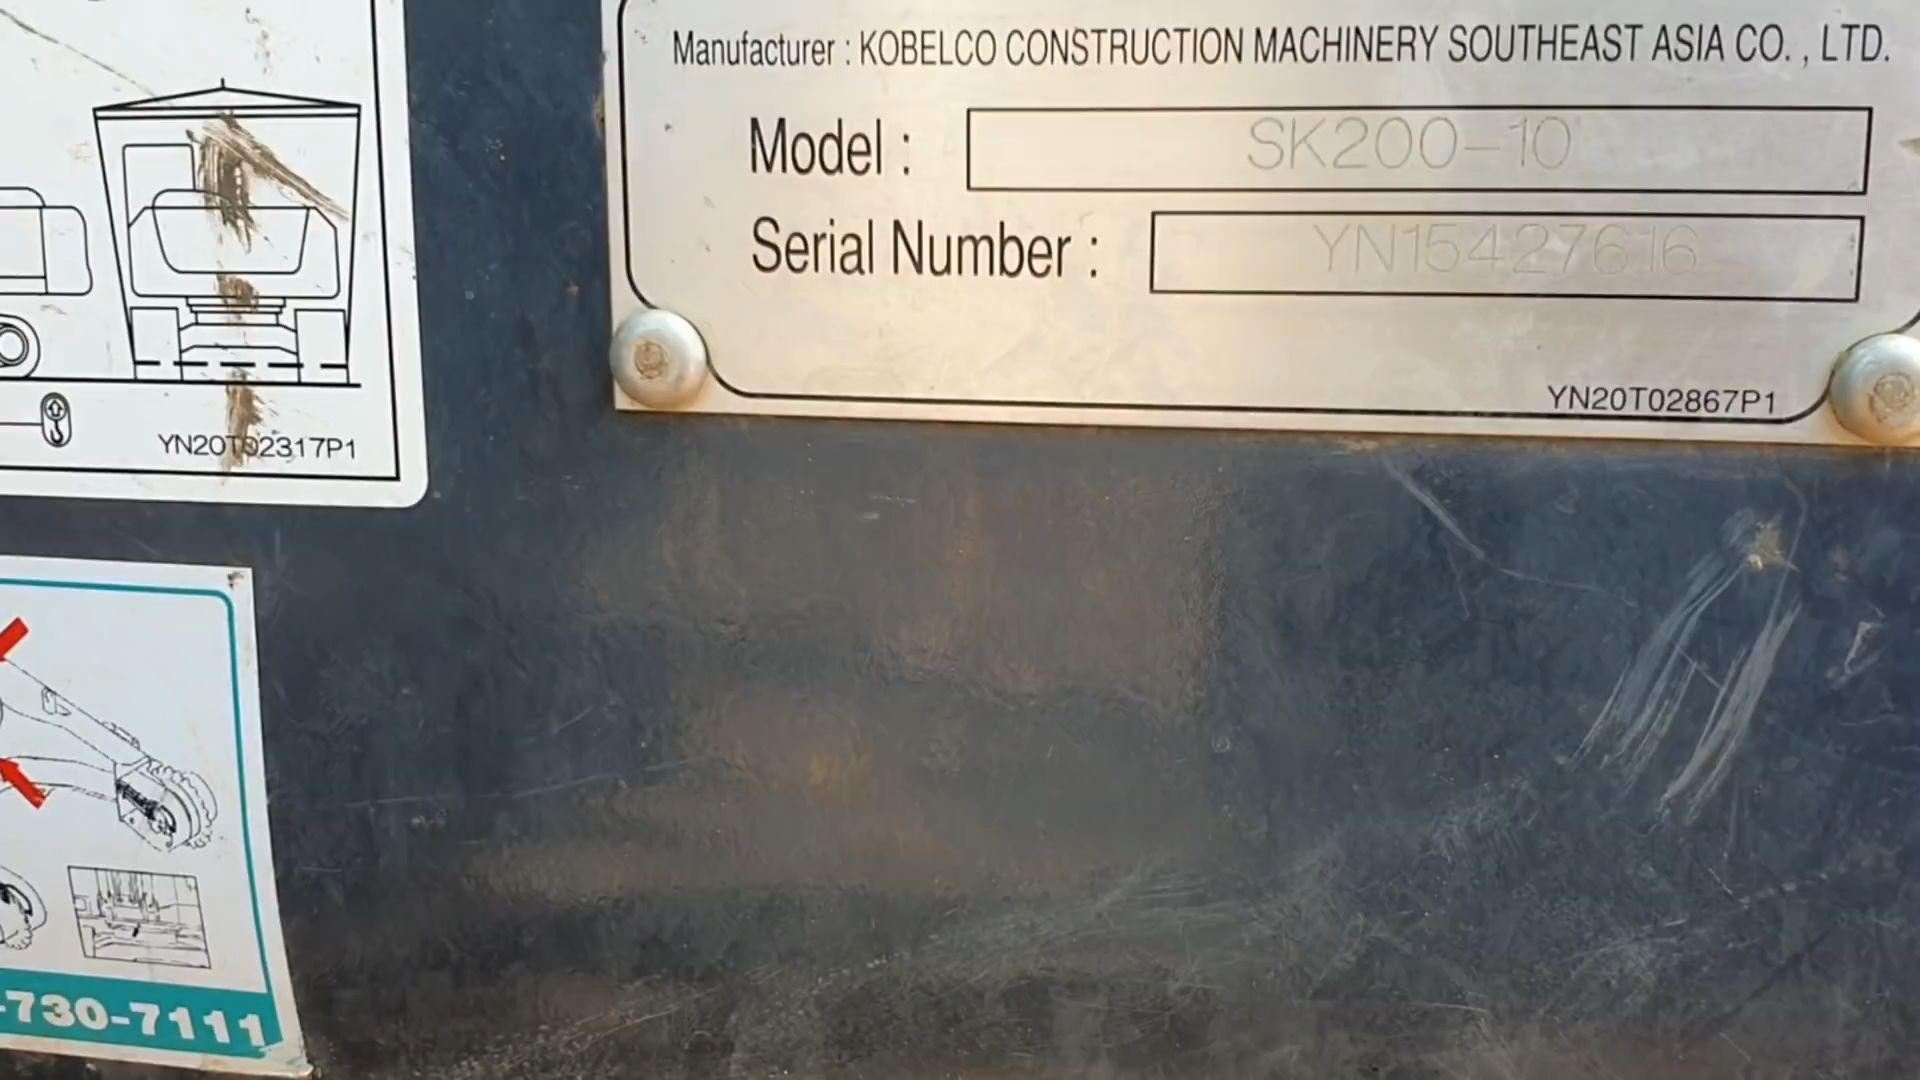 Manufacturer : KOBELCO CONSTRUCTION MACHINERY SOUTHEAST ASIA CO. , LTD.
Model : SK200-10
Serial Number : YN15427616
YN20T02867P1
YN20T02317P1
-730-7111